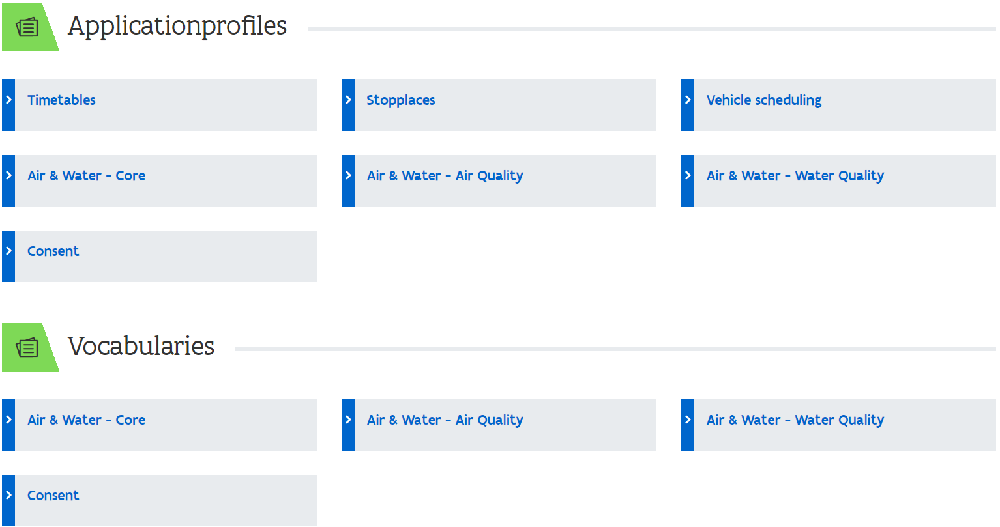 Applicationprofiles
Timetables
Stopplaces
Vehicle scheduling
Air & Water - Core
Air & Water - Air Quality
Air & Water - Water Quality
Consent
Vocabularies
Air & Water - Core
Air & Water - Air Quality
Air & Water - Water Quality
Consent